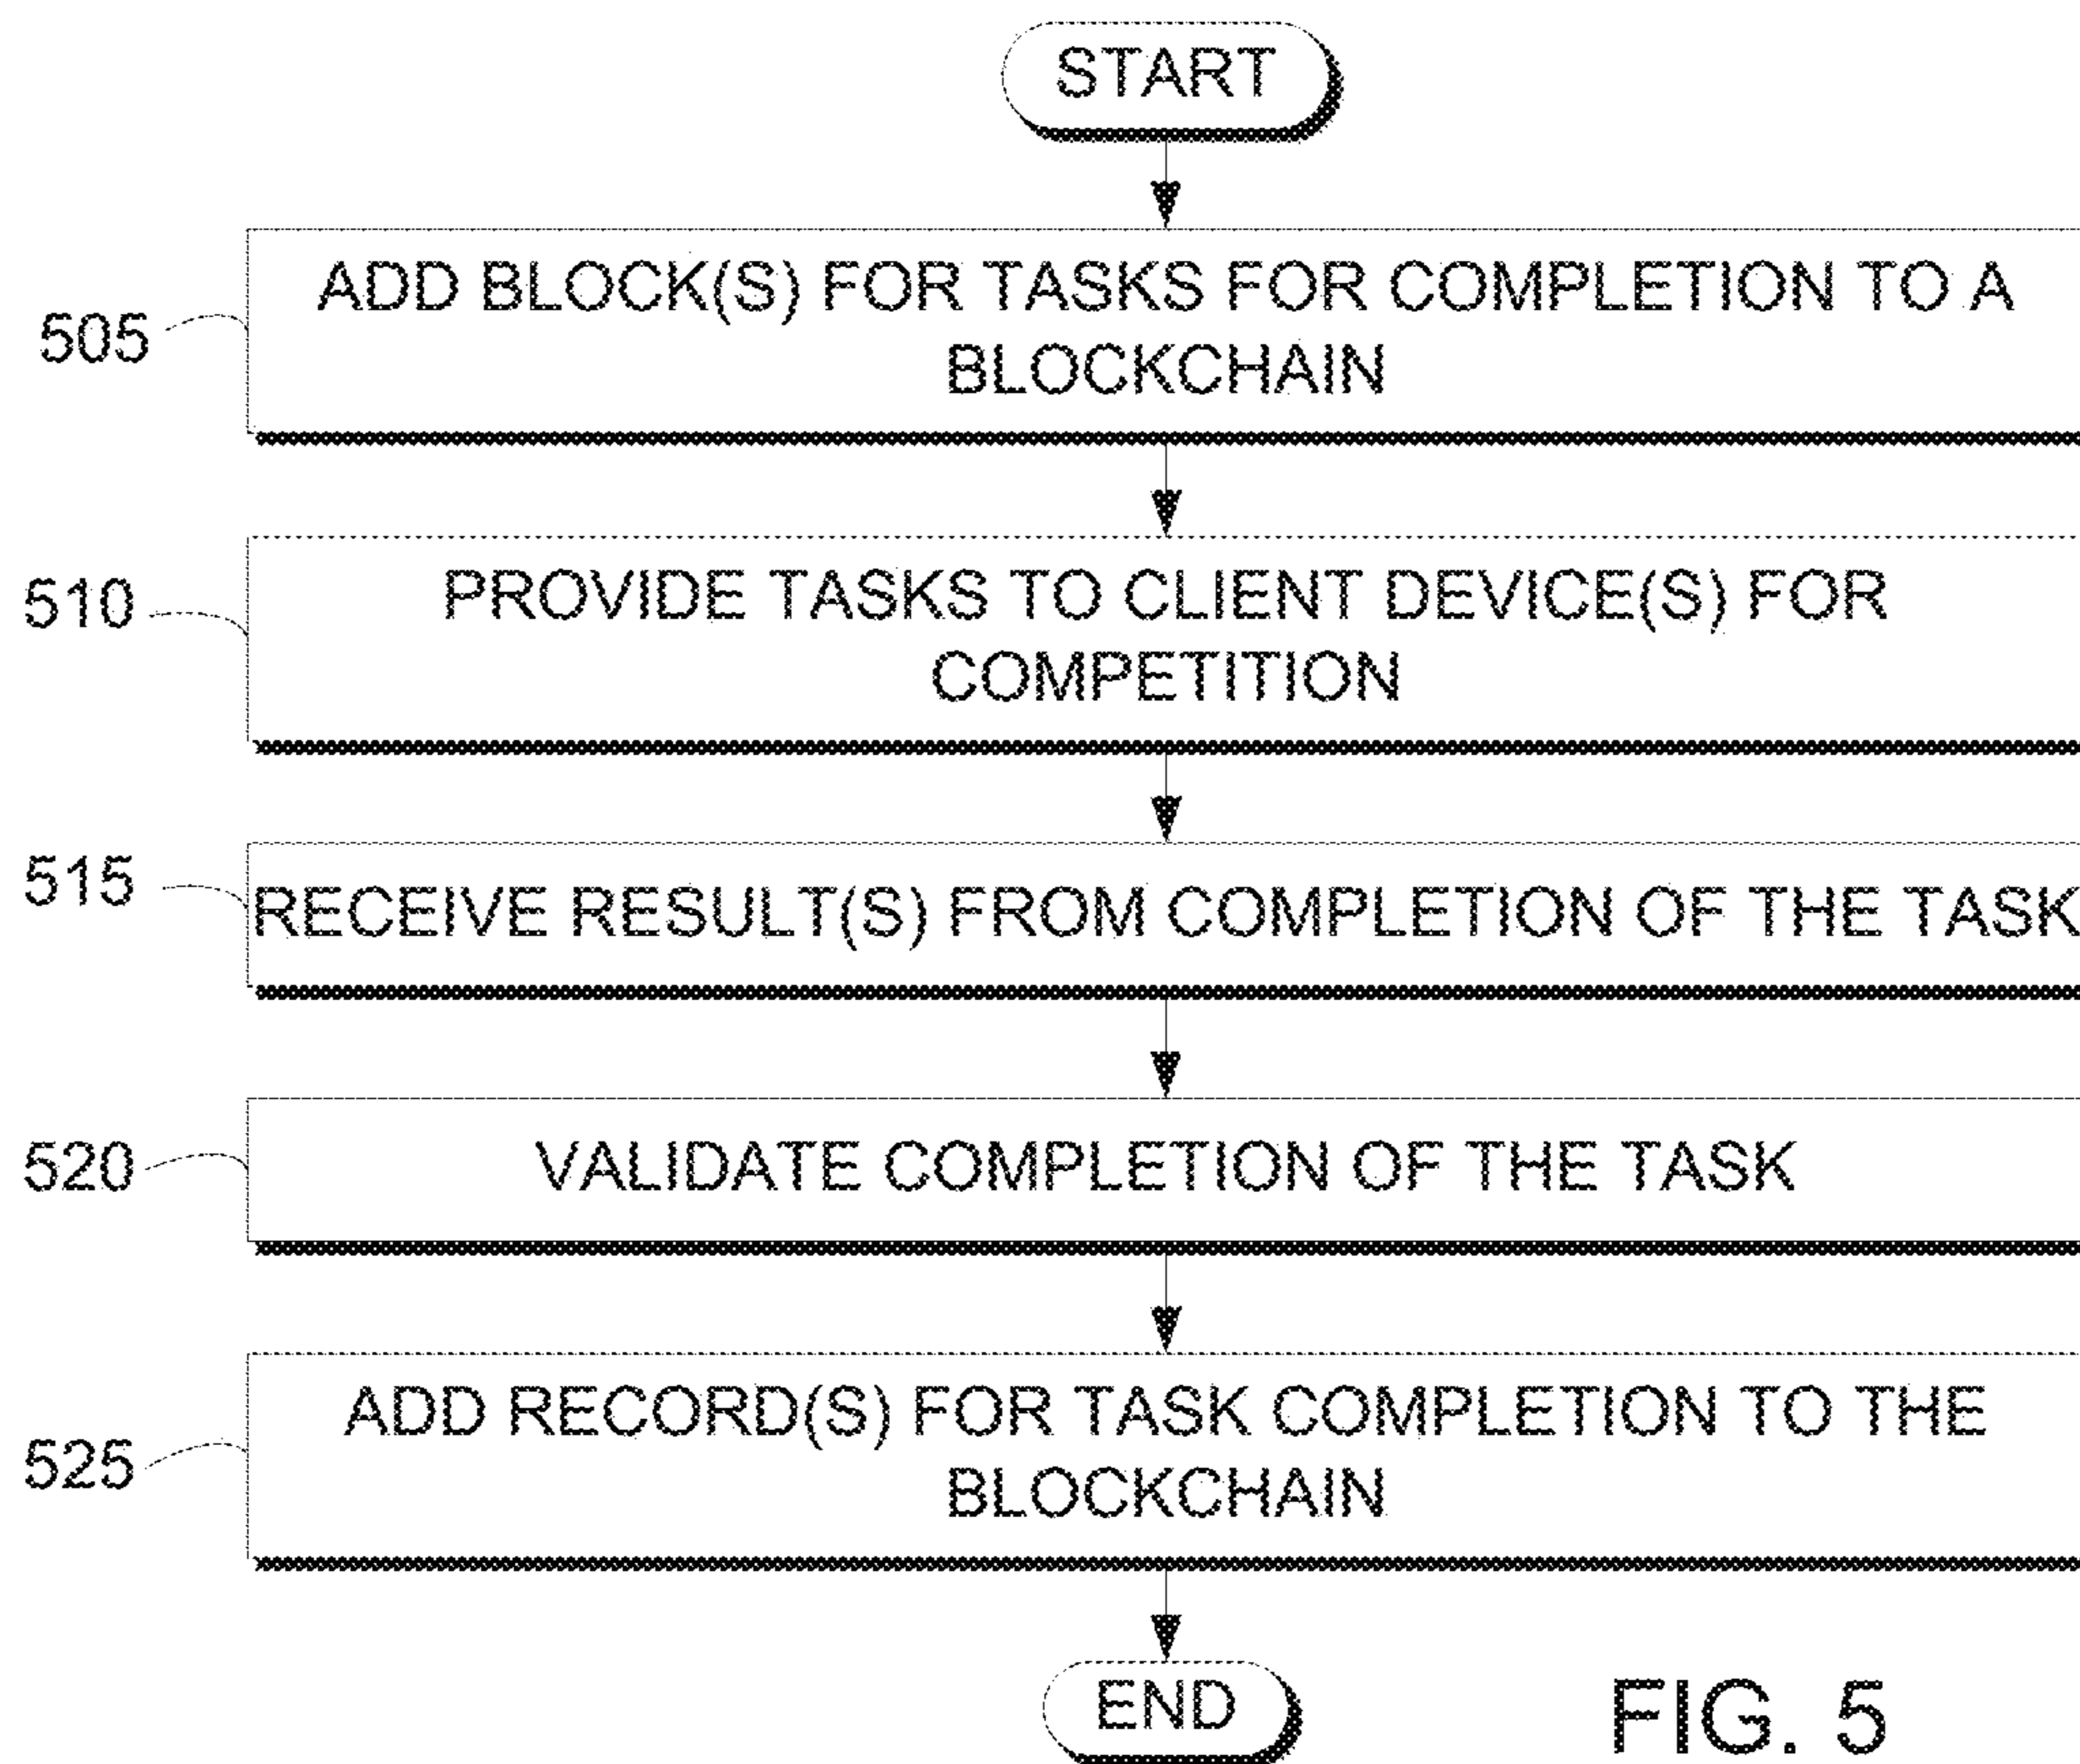 START
505
ADD BLOCK(S) FOR TASKS FOR COMPLETION TO A
BLOCKCHAIN
510
PROVIDE TASKS TO CLIENT DEVICE(S) FOR
COMPETITION
515
RECEIVE RESULT(S) FROM COMPLETION OF THE TASK
520
VALIDATE COMPLETION OF THE TASK
525
ADD RECORD(S) FOR TASK COMPLETION TO THE
BLOCKCHAIN
END
FIG. 5